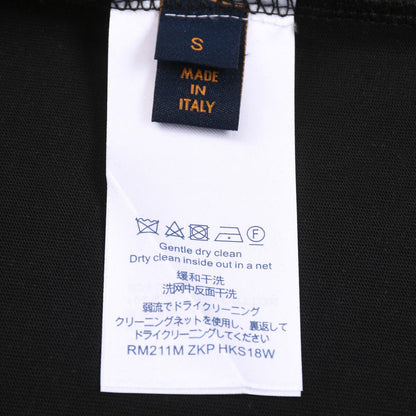 S
MADE
IN
ITALY
Gentle dry clean
Drty clean inside out in a net
缓和干洗
洗网中反面干洗
弱流でドライクリーニング
クリーニングネットを使用し、裏返して
ドライクリーニングしてください
RM211M ZKP HKS18W